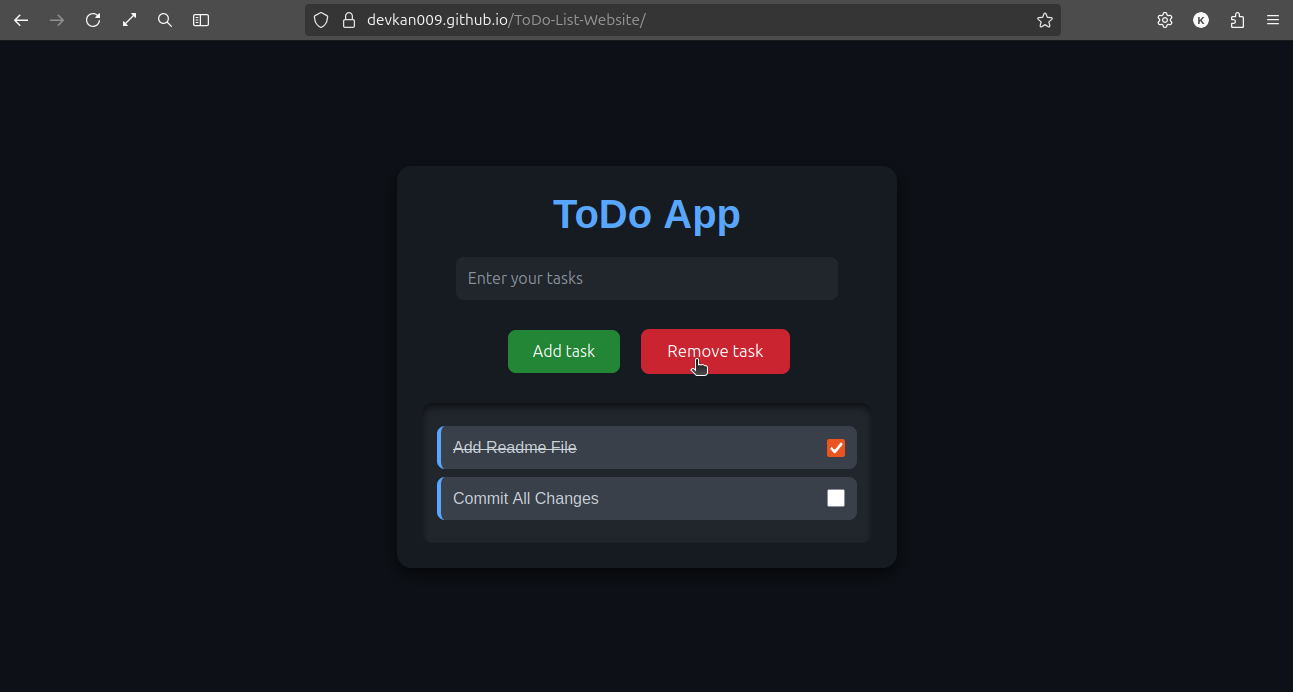 devkan009.github.io/ToDo-List-Website/
K
ToDo App
Enter your tasks
Add task
Remove task
Add Readme File
Commit All Changes